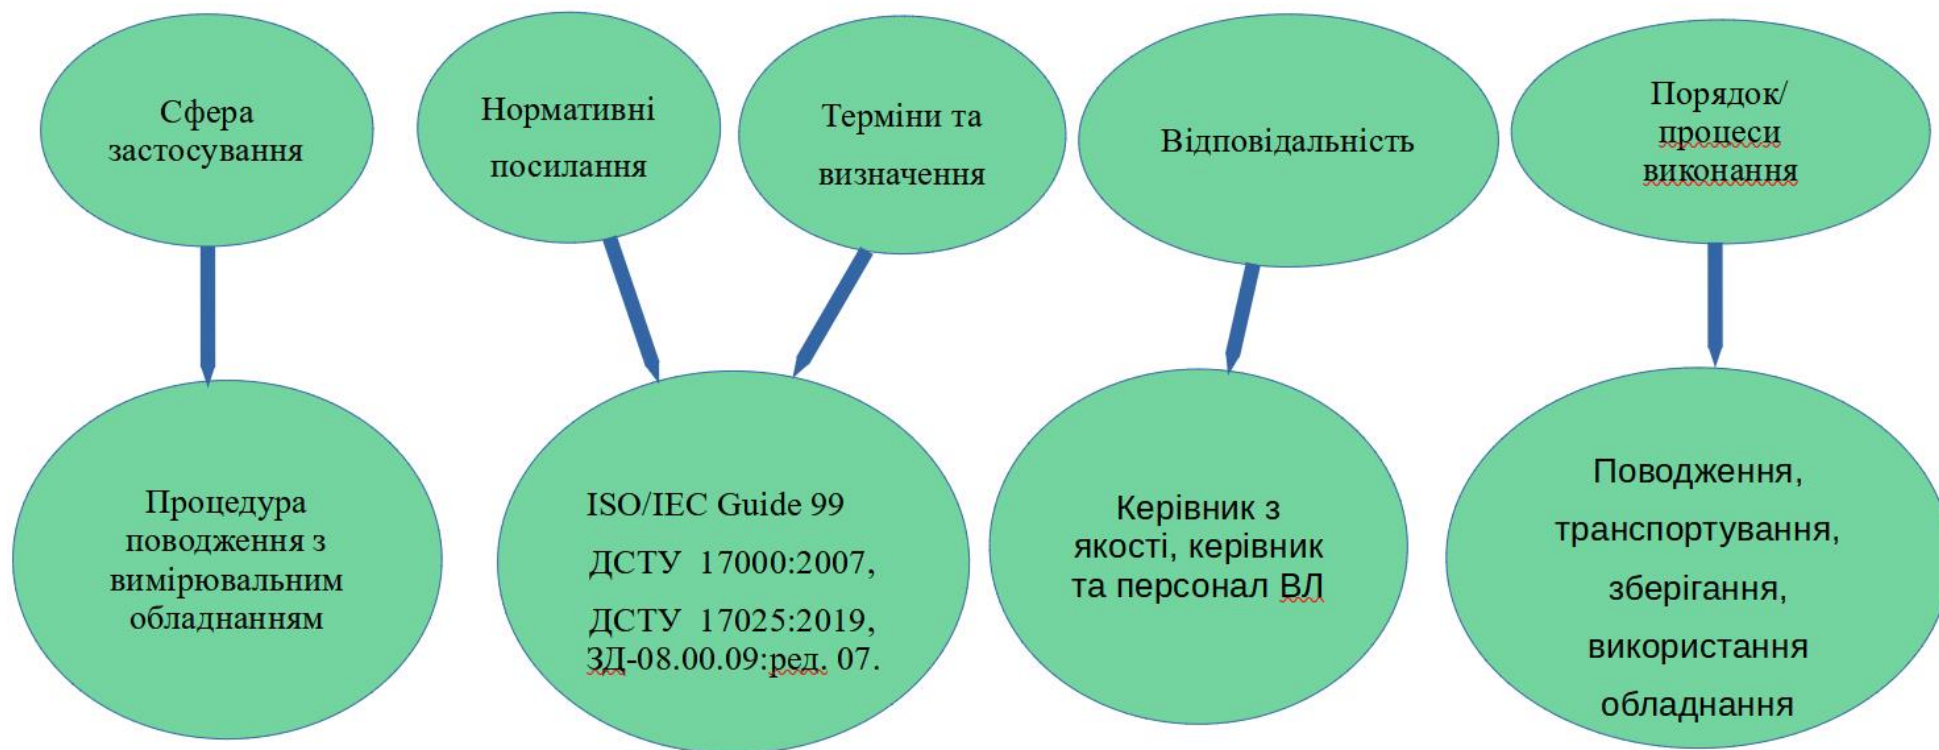 Сфера
застосування
Нормативні
посилання
Терміни та
визначення
Відповідальність
Порядок/
процеси
виконання
Процедура
поводження з
вимірювальним
обладнанням
ISO/IEC Guide 99
ДСТУ 17000:2007,
ДСТУ 17025:2019,
ЗД-08.00.09:ред. 07.
Керівник з
якості, керівник
та персонал ВЛ
Поводження,
транспортування,
зберігання,
використання
обладнання